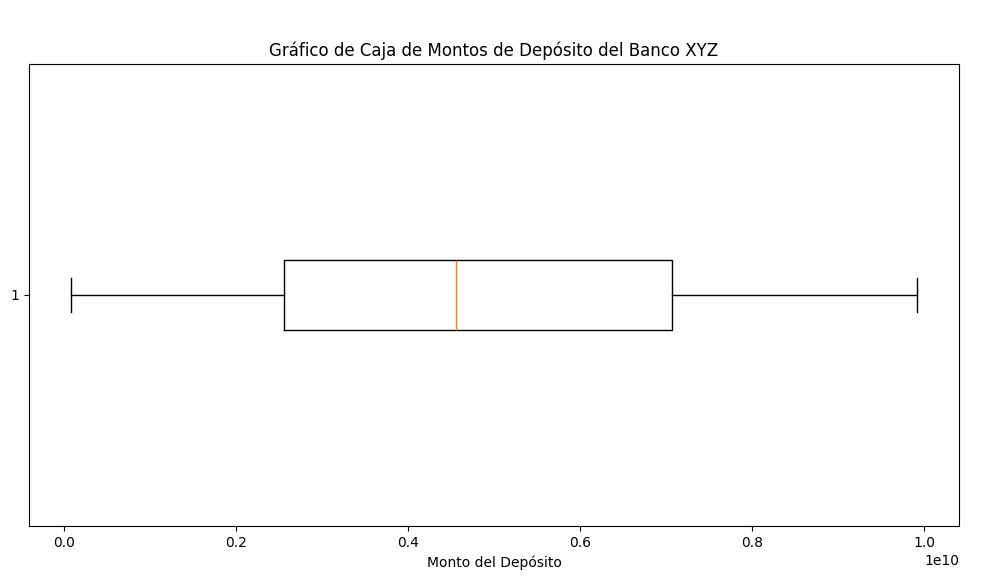 Gráfico de Caja de Montos de Depósito del Banco XYZ
1
0.0 0.2 0.4 0.6 0.8 1.0
1e10
Monto del Depósito